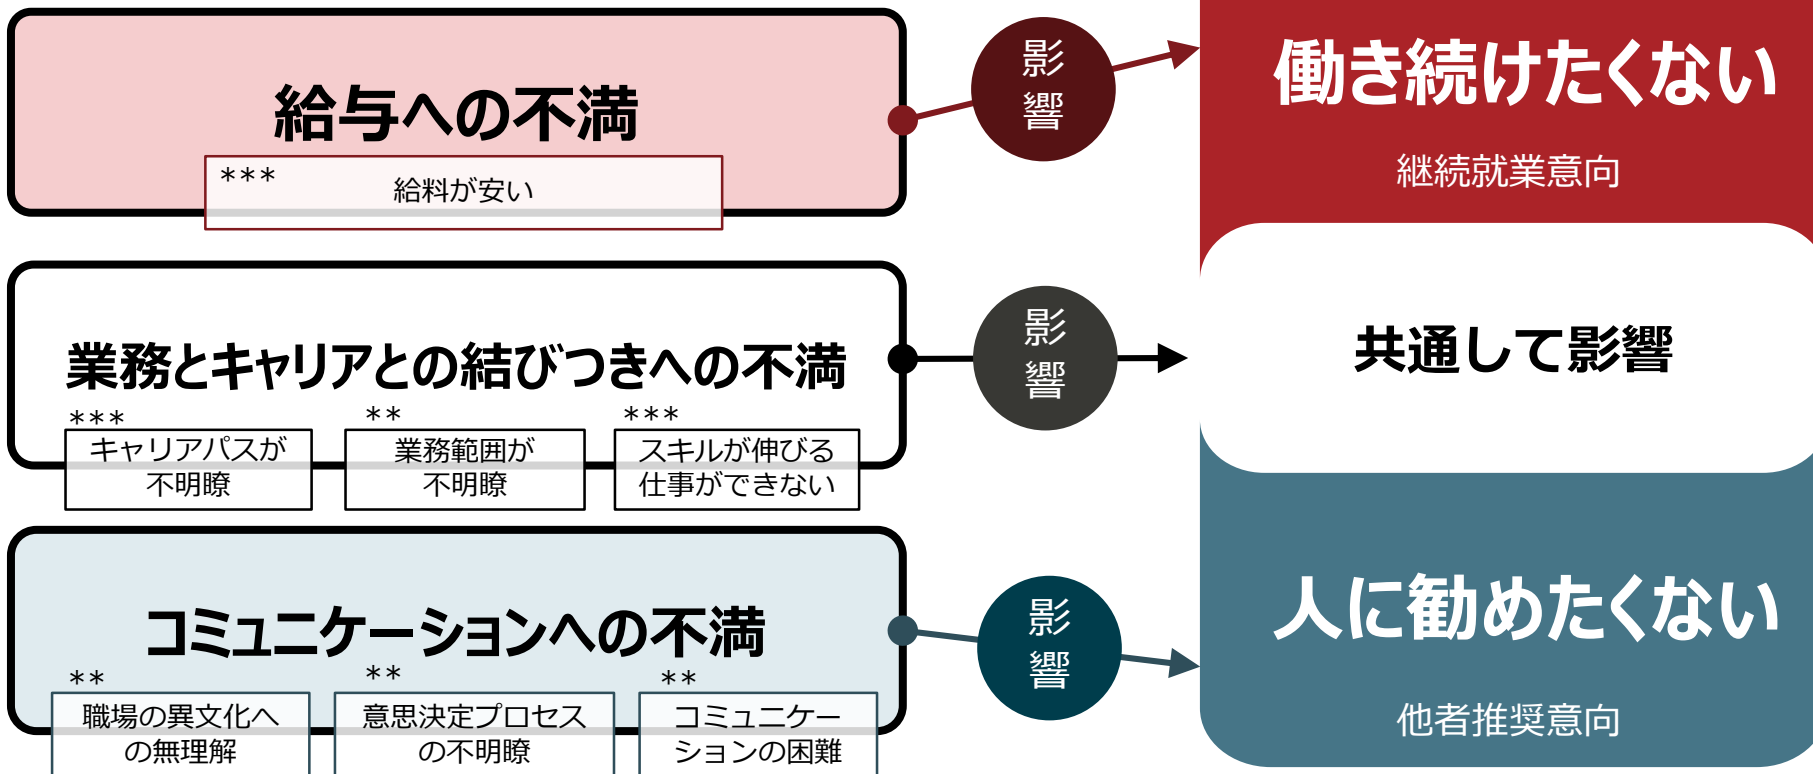 給与への不満
***
給料が安い
影
響
働き続けたくない
継続就業意向
業務とキャリアとの結びつきへの不満
***
キャリアパスが
不明瞭
**
業務範囲が
不明瞭
***
スキルが伸びる
仕事ができない
影
響
共通して影響
コミュニケーションへの不満
**
職場の異文化へ
の無理解
**
意思決定プロセス
の不明瞭
**
コミュニケー
ションの困難
影
響
人に勧めたくない
他者推奨意向